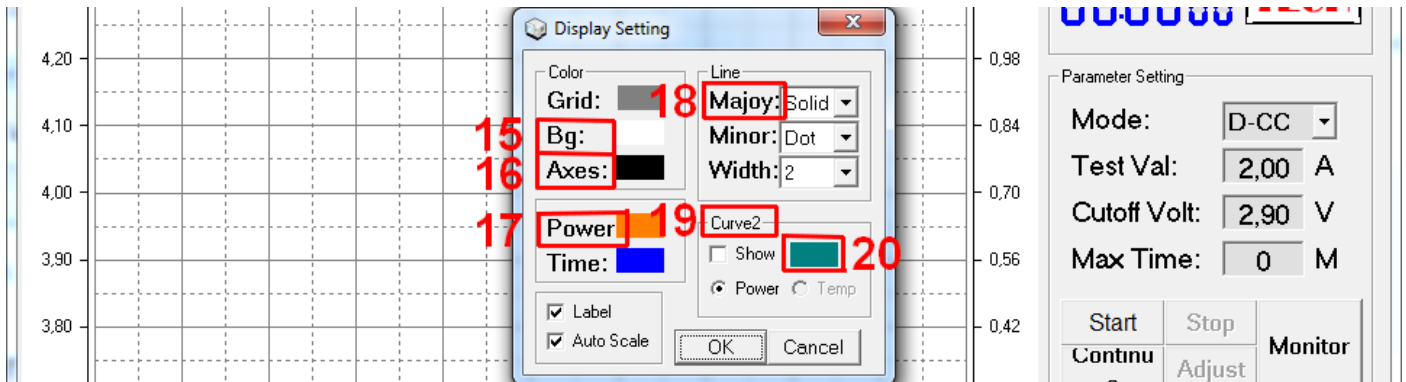 Display Setting
4,20
4,10
4,00
3,90
3,80
Color
Grid:
15
Bg:
16
Axes:
17
Power
Time:
Label
Auto Scale
Line
18
Majoy: Solid
Minor: Dot
Width: 2
19
Curve2
Show
20
Power Temp
OK Cancel
0,98
0,84
0,70
0,56
0,42
Parameter Setting
Mode: D-CC
Test Val: 2,00 A
Cutoff Volt: 2,90 V
Max Time: 0 M
Start Stop
Monitor
Continu
Adjust